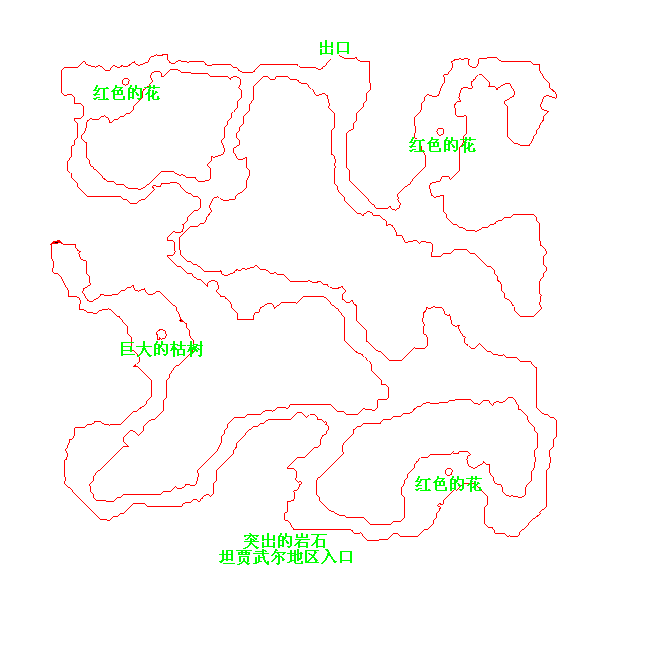 出口
红色的花
红色的花
巨大的枯树
红色的花
突出的岩石
坦贾武尔地区入口